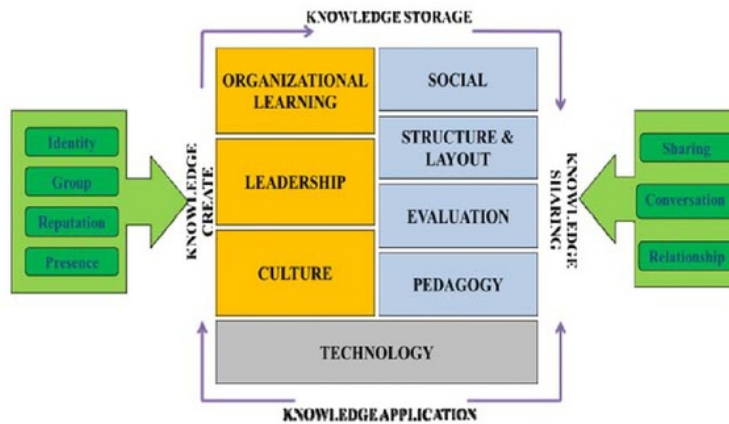 KNOWLEDGE STORAGE
Identity
Group
Reputation
Presence
KNOWLEDGE
CREATE
ORGANIZATIONAL
LEARNING
LEADERSHIP
CULTURE
SOCIAL
STRUCTURE &
LAYOUT
EVALUATION
PEDAGOGY
TECHNOLOGY
KNOWLEDGE
SHARING
Sharing
Conversation
Relationship
KNOWLEDGE APPLICATION